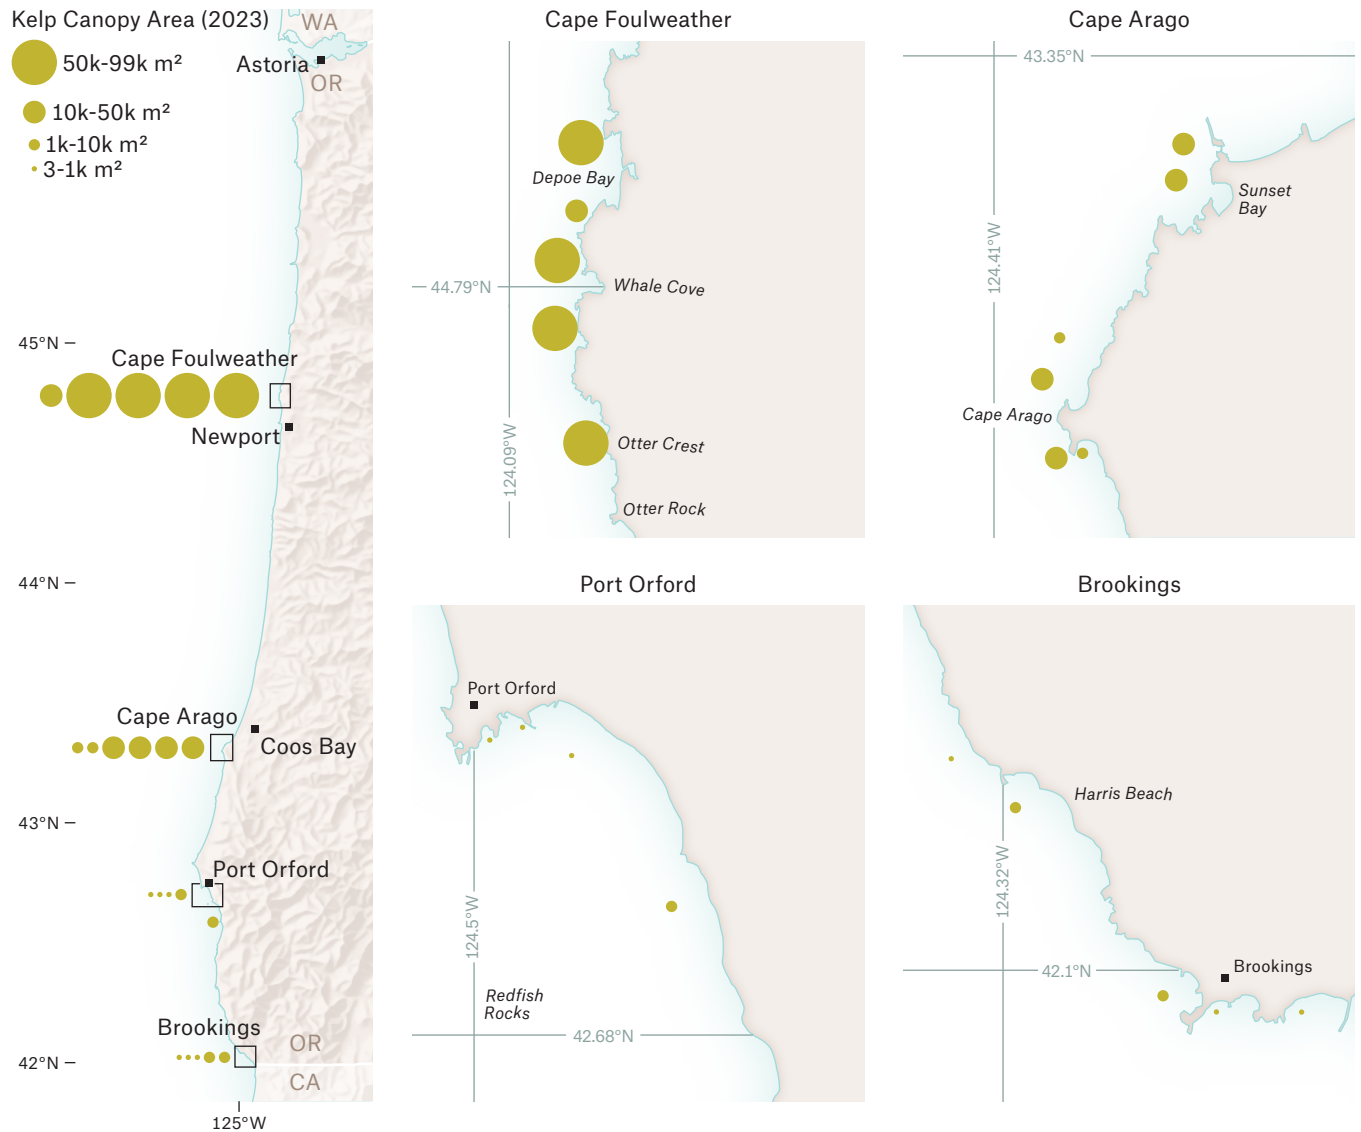 Kelp Canopy Area (2023)
50k-99k m²
10k-50k m²
1k-10k m²
3-1k m²
WA
Astoria
OR
45°N
Cape Foulweather
Newport
44°N
Cape Arago
Coos Bay
43°N
Port Orford
Brookings
OR
42°N
CA
125°W
Cape Foulweather
Depoe Bay
44.79°N
Whale Cove
124.09°W
Otter Crest
Otter Rock
Cape Arago
43.35°N
Sunset
Bay
124.41°W
Cape Arago
Port Orford
Port Orford
124.5°W
Redfish
Rocks
42.68°N
Brookings
Harris Beach
124.32°W
42.1°N
Brookings